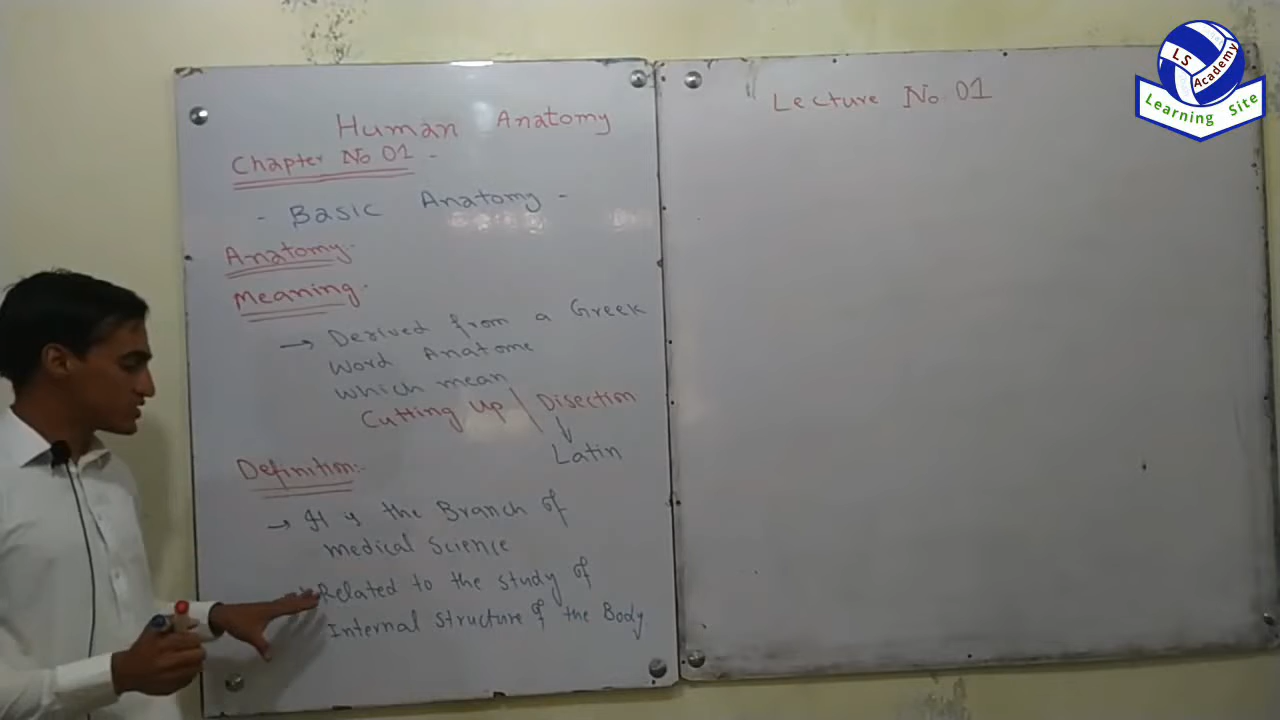 Human Anatomy
Chapter No 01 -
- Basic Anatomy -
Anatomy:-
Meaning:-
→ Derived from a Greek
Word Anatome
Which mean
Cutting Up | Disection
↓
Latin
Definition:-
→ It is the Branch of
medical Science
→ Related to the study of
Internal structure of the Body
Lecture No 01
LS
Academy
Learning Site